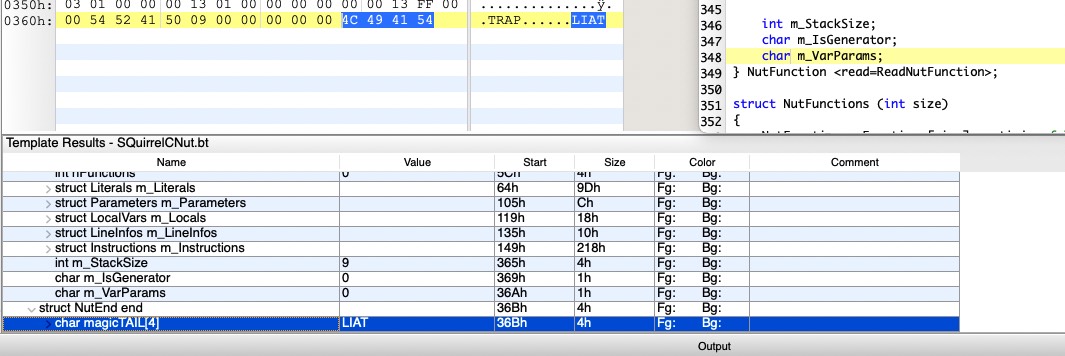 0350h: 03 01 00 00 00 13 01 00 00 00 00 13 FF 00 .............ÿ.
0360h: 00 54 52 41 50 09 00 00 00 00 00 4C 49 41 54 .TRAP......LIAT
345
346 int m_StackSize;
347 char m_IsGenerator;
348 char m_VarParams;
349 } NutFunction <read=ReadNutFunction>;
350
351 struct NutFunctions (int size)
352 {
Template Results - SQuirrelCNut.bt
Name Value Start Size Color Comment
int nFunctions 0 5Ch 4h Fg: Bg:
struct Literals m_Literals 64h 9Dh Fg: Bg:
struct Parameters m_Parameters 105h Ch Fg: Bg:
struct LocalVars m_Locals 119h 18h Fg: Bg:
struct LineInfos m_LineInfos 135h 10h Fg: Bg:
struct Instructions m_Instructions 149h 218h Fg: Bg:
int m_StackSize 9 365h 4h Fg: Bg:
char m_IsGenerator 0 369h 1h Fg: Bg:
char m_VarParams 0 36Ah 1h Fg: Bg:
struct NutEnd end 36Bh 4h Fg: Bg:
char magicTAIL[4] LIAT 36Bh 4h Fg: Bg:
Output